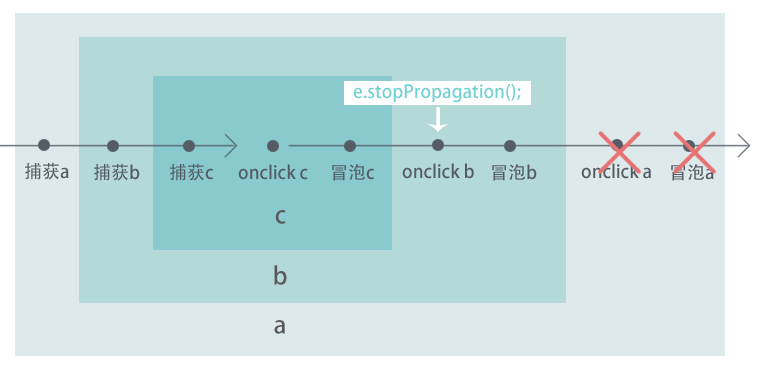 e.stopPropagation();
捕获a 捕获b 捕获c onclick c 冒泡c onclick b 冒泡b onclick a 冒泡a
c
b
a